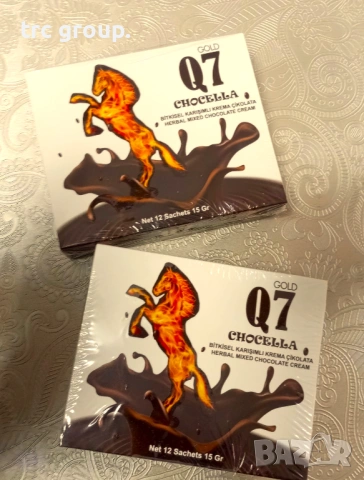 trc group.
GOLD
Q7
CHOCELLA
BİTKİSEL KARIŞIMLI KREMA ÇİKOLATA
HERBAL MIXED CHOCOLATE CREAM
Net 12 Sachets 15 Gr
GOLD
Q7
CHOCELLA
BİTKİSEL KARIŞIMLI KREMA ÇİKOLATA
HERBAL MIXED CHOCOLATE CREAM
Net 12 Sachets 15 Gr
BAZAR